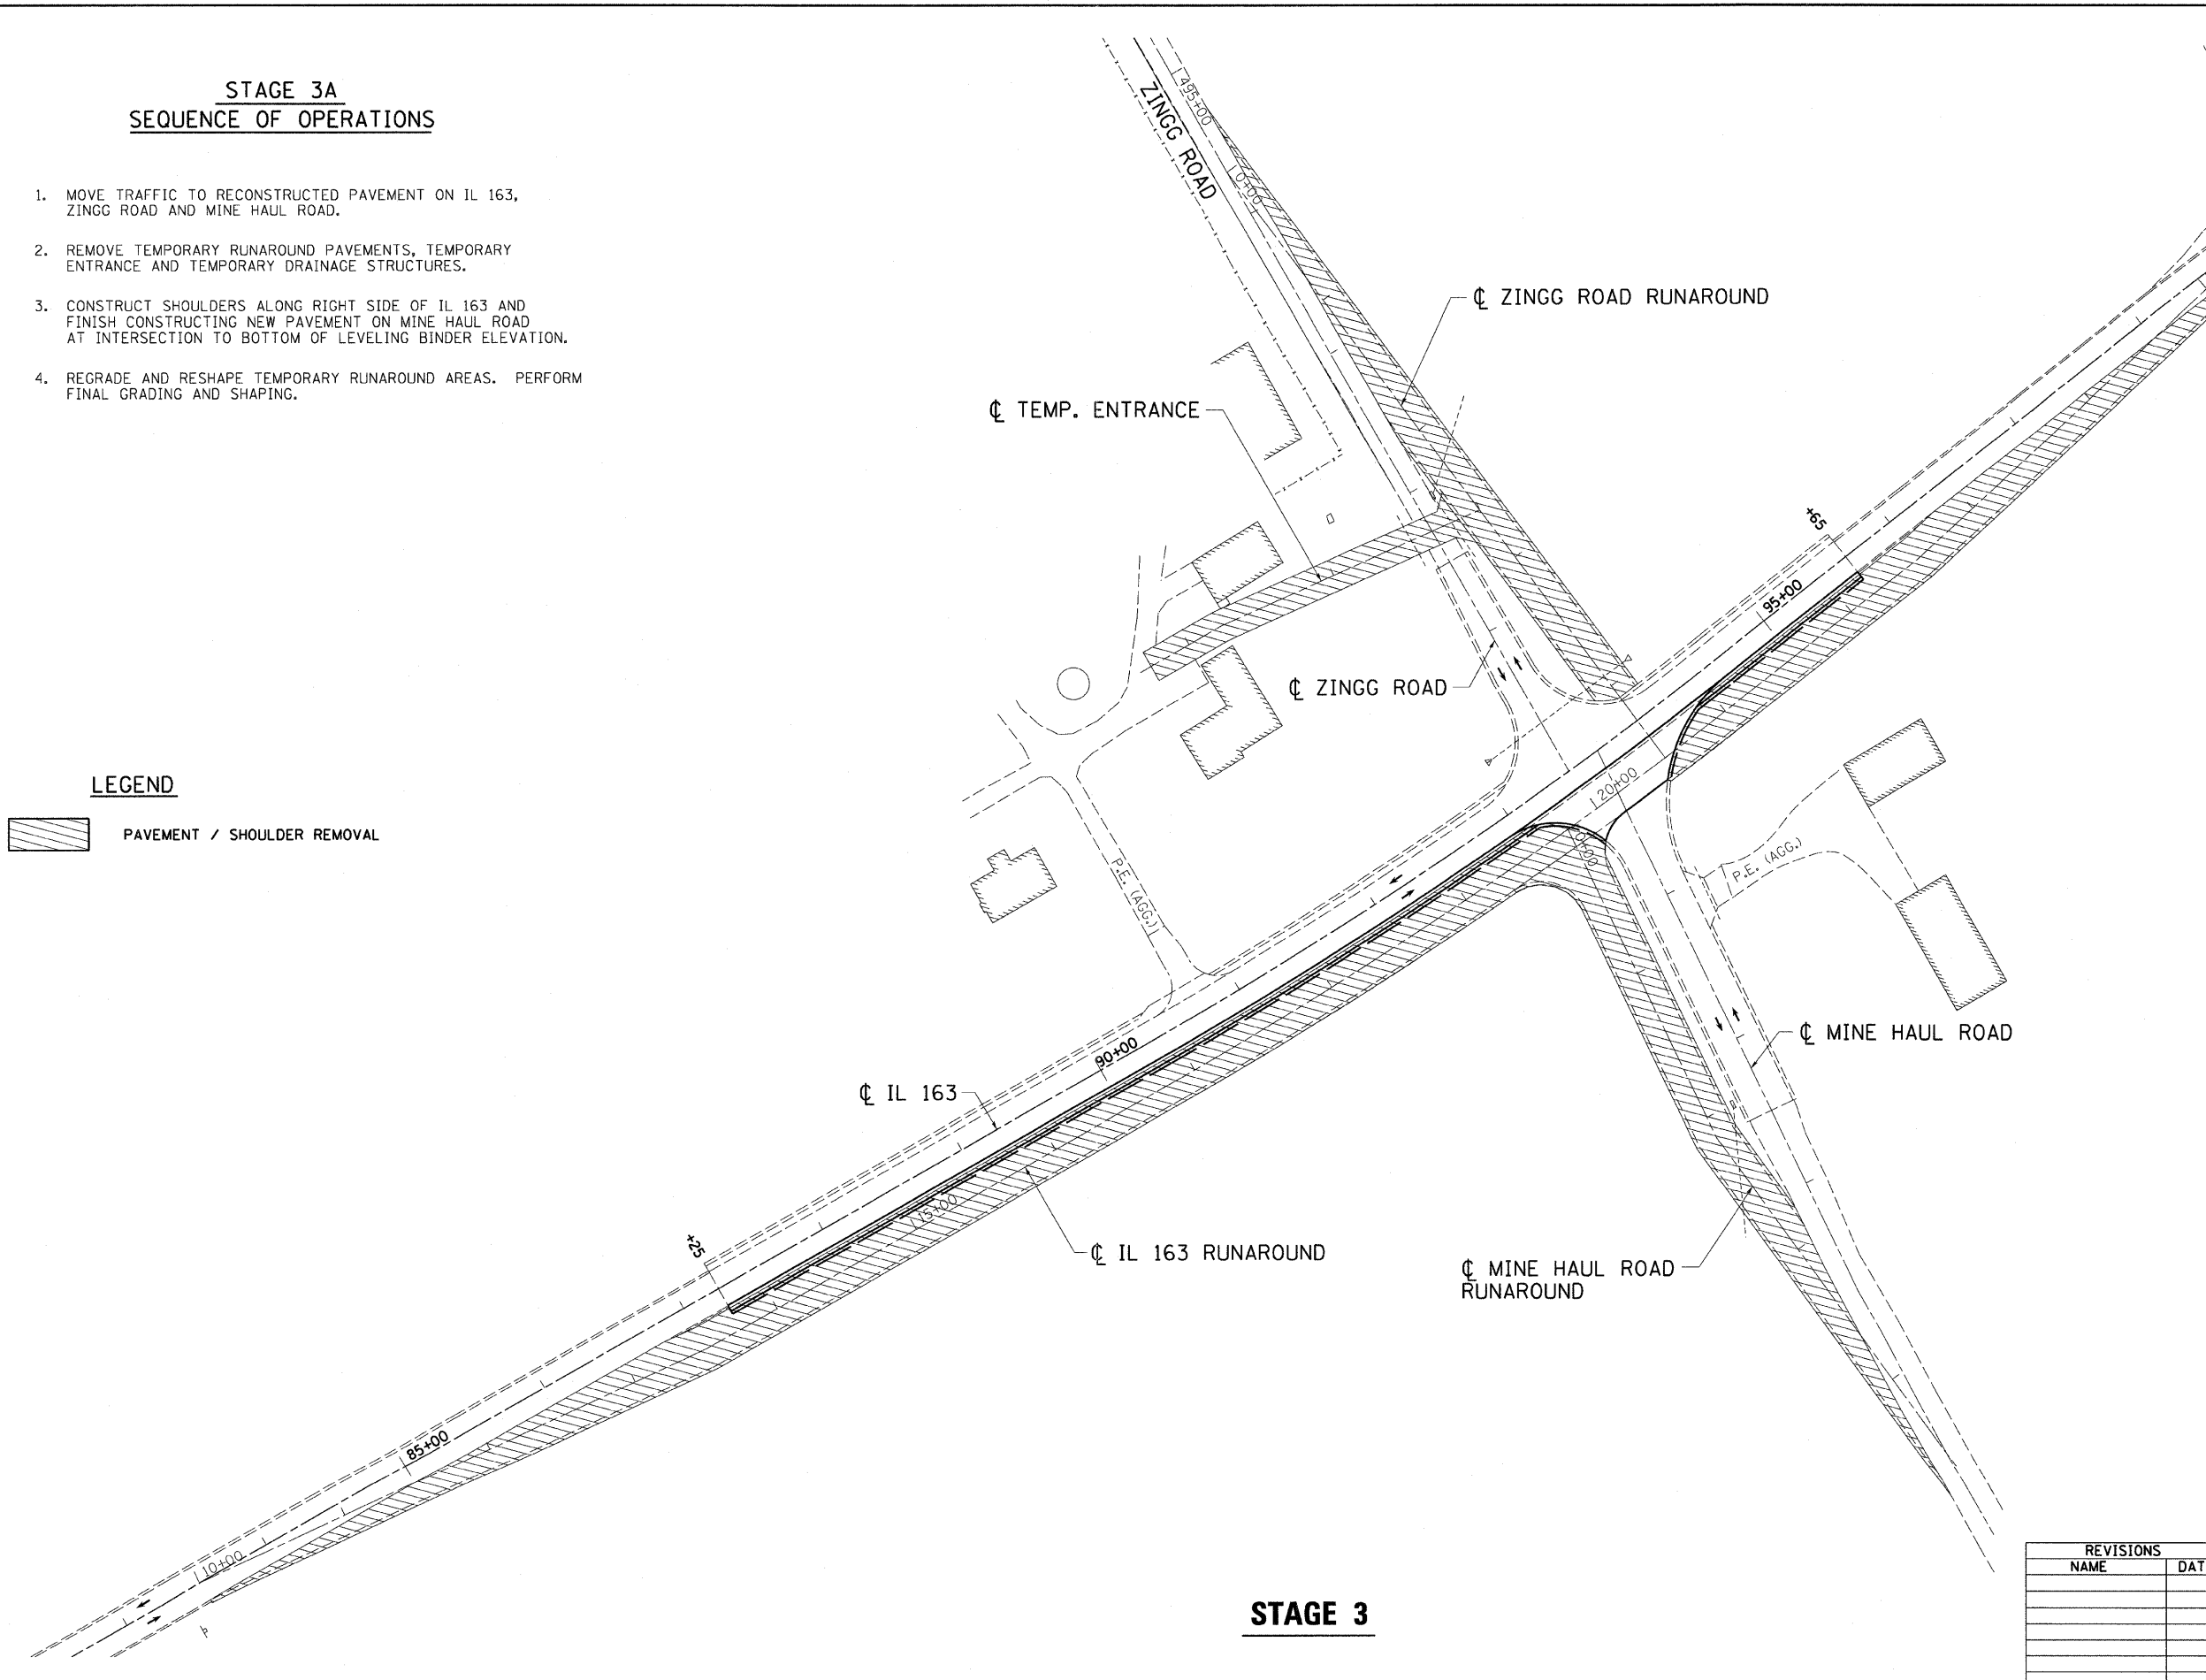 STAGE 3A
SEQUENCE OF OPERATIONS
1. MOVE TRAFFIC TO RECONSTRUCTED PAVEMENT ON IL 163,
ZINGG ROAD AND MINE HAUL ROAD.
2. REMOVE TEMPORARY RUNAROUND PAVEMENTS, TEMPORARY
ENTRANCE AND TEMPORARY DRAINAGE STRUCTURES.
3. CONSTRUCT SHOULDERS ALONG RIGHT SIDE OF IL 163 AND
FINISH CONSTRUCTING NEW PAVEMENT ON MINE HAUL ROAD
AT INTERSECTION TO BOTTOM OF LEVELING BINDER ELEVATION.
4. REGRADE AND RESHAPE TEMPORARY RUNAROUND AREAS. PERFORM
FINAL GRADING AND SHAPING.
LEGEND
PAVEMENT / SHOULDER REMOVAL
495+00
ZINGG ROAD
0+00
℄ ZINGG ROAD RUNAROUND
℄ TEMP. ENTRANCE
+65
95+00
℄ ZINGG ROAD
120+00
0+00
P.E. (AGG.)
P.E. (AGG.)
℄ MINE HAUL ROAD
90+00
℄ IL 163
115+00
+25
℄ IL 163 RUNAROUND
℄ MINE HAUL ROAD
RUNAROUND
85+00
110+00
STAGE 3
REVISIONS
NAME
DAT